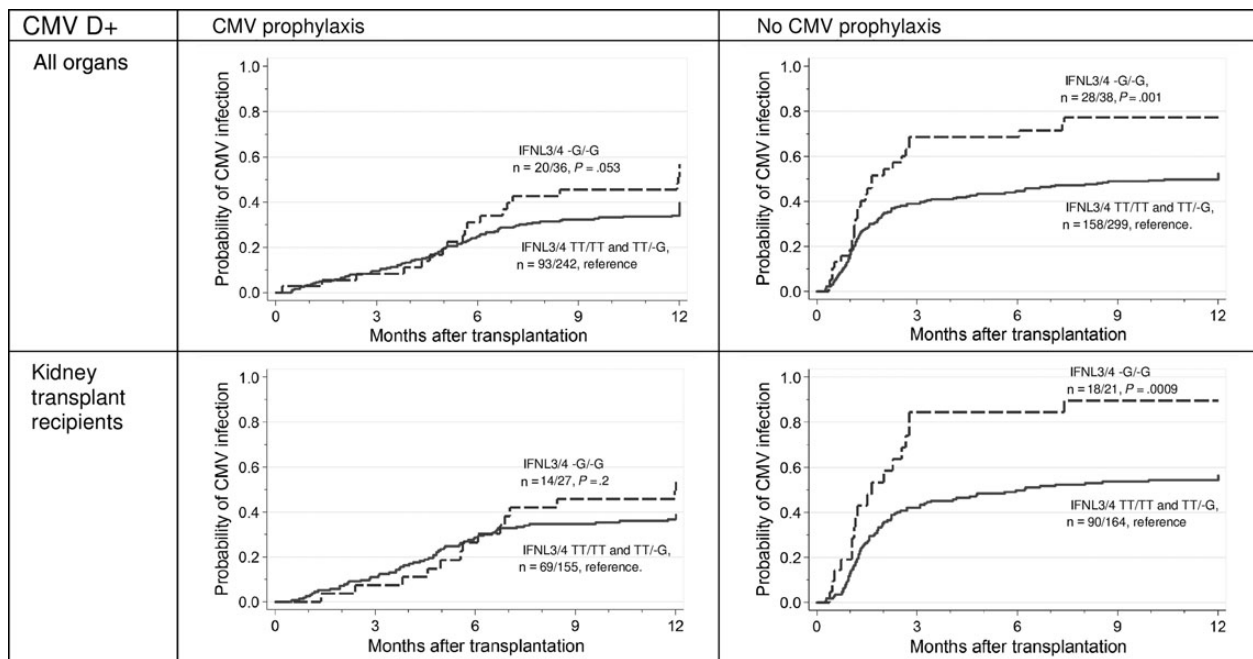 CMV D+
CMV prophylaxis
No CMV prophylaxis
All organs
Probability of CMV infection
1.0
0.8
0.6
0.4
0.2
0.0
IFNL3/4 -G/-G
n = 20/36, P = .053
IFNL3/4 TT/TT and TT/-G,
n = 93/242, reference
0 3 6 9 12
Months after transplantation
Probability of CMV infection
1.0
0.8
0.6
0.4
0.2
0.0
IFNL3/4 -G/-G,
n = 28/38, P = .001
IFNL3/4 TT/TT and TT/-G,
n = 158/299, reference.
0 3 6 9 12
Months after transplantation
Kidney
transplant
recipients
Probability of CMV infection
1.0
0.8
0.6
0.4
0.2
0.0
IFNL3/4 -G/-G
n =14/27, P =.2
IFNL3/4 TT/TT and TT/-G,
n = 69/155, reference.
0 3 6 9 12
Months after transplantation
Probability of CMV infection
1.0
0.8
0.6
0.4
0.2
0.0
IFNL3/4 -G/-G
n =18/21, P = .0009
IFNL3/4 TT/TT and TT/-G,
n = 90/164, reference
0 3 6 9 12
Months after transplantation